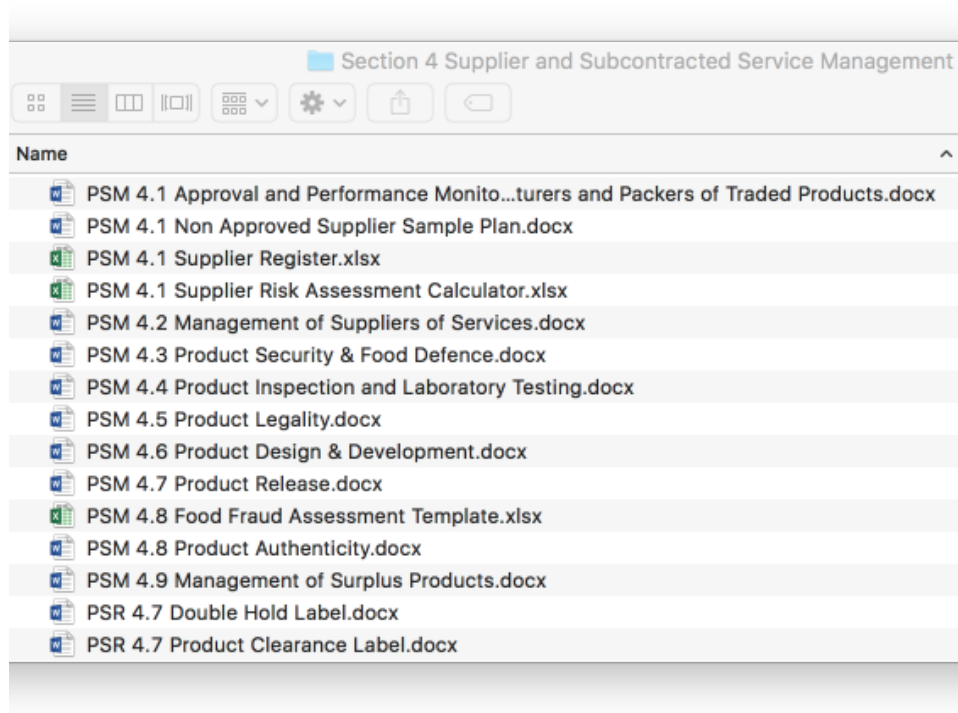 Section 4 Supplier and Subcontracted Service Management
Name
PSM 4.1 Approval and Performance Monito...turers and Packers of Traded Products.docx
PSM 4.1 Non Approved Supplier Sample Plan.docx
PSM 4.1 Supplier Register.xlsx
PSM 4.1 Supplier Risk Assessment Calculator.xlsx
PSM 4.2 Management of Suppliers of Services.docx
PSM 4.3 Product Security & Food Defence.docx
PSM 4.4 Product Inspection and Laboratory Testing.docx
PSM 4.5 Product Legality.docx
PSM 4.6 Product Design & Development.docx
PSM 4.7 Product Release.docx
PSM 4.8 Food Fraud Assessment Template.xlsx
PSM 4.8 Product Authenticity.docx
PSM 4.9 Management of Surplus Products.docx
PSR 4.7 Double Hold Label.docx
PSR 4.7 Product Clearance Label.docx